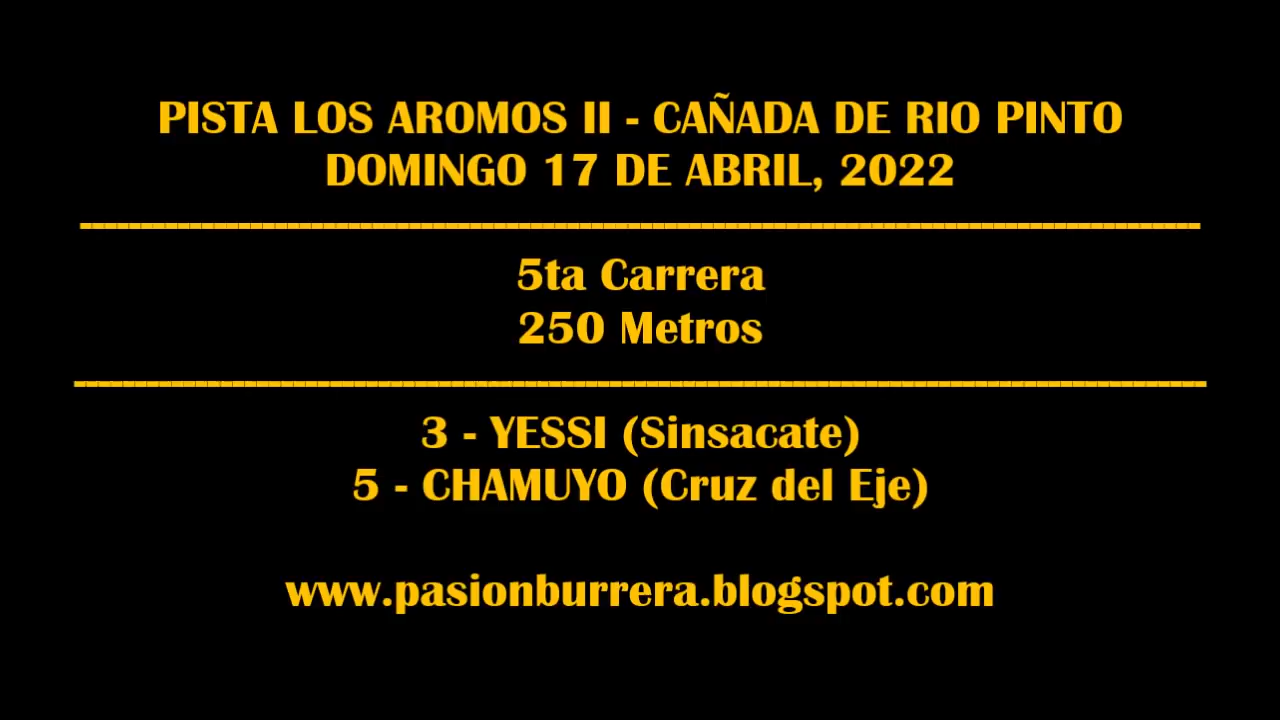 PISTA LOS AROMOS II - CAÑADA DE RIO PINTO
DOMINGO 17 DE ABRIL, 2022
5ta Carrera
250 Metros
3 - YESSI (Sinsacate)
5 - CHAMUYO (Cruz del Eje)
www.pasionburrera.blogspot.com